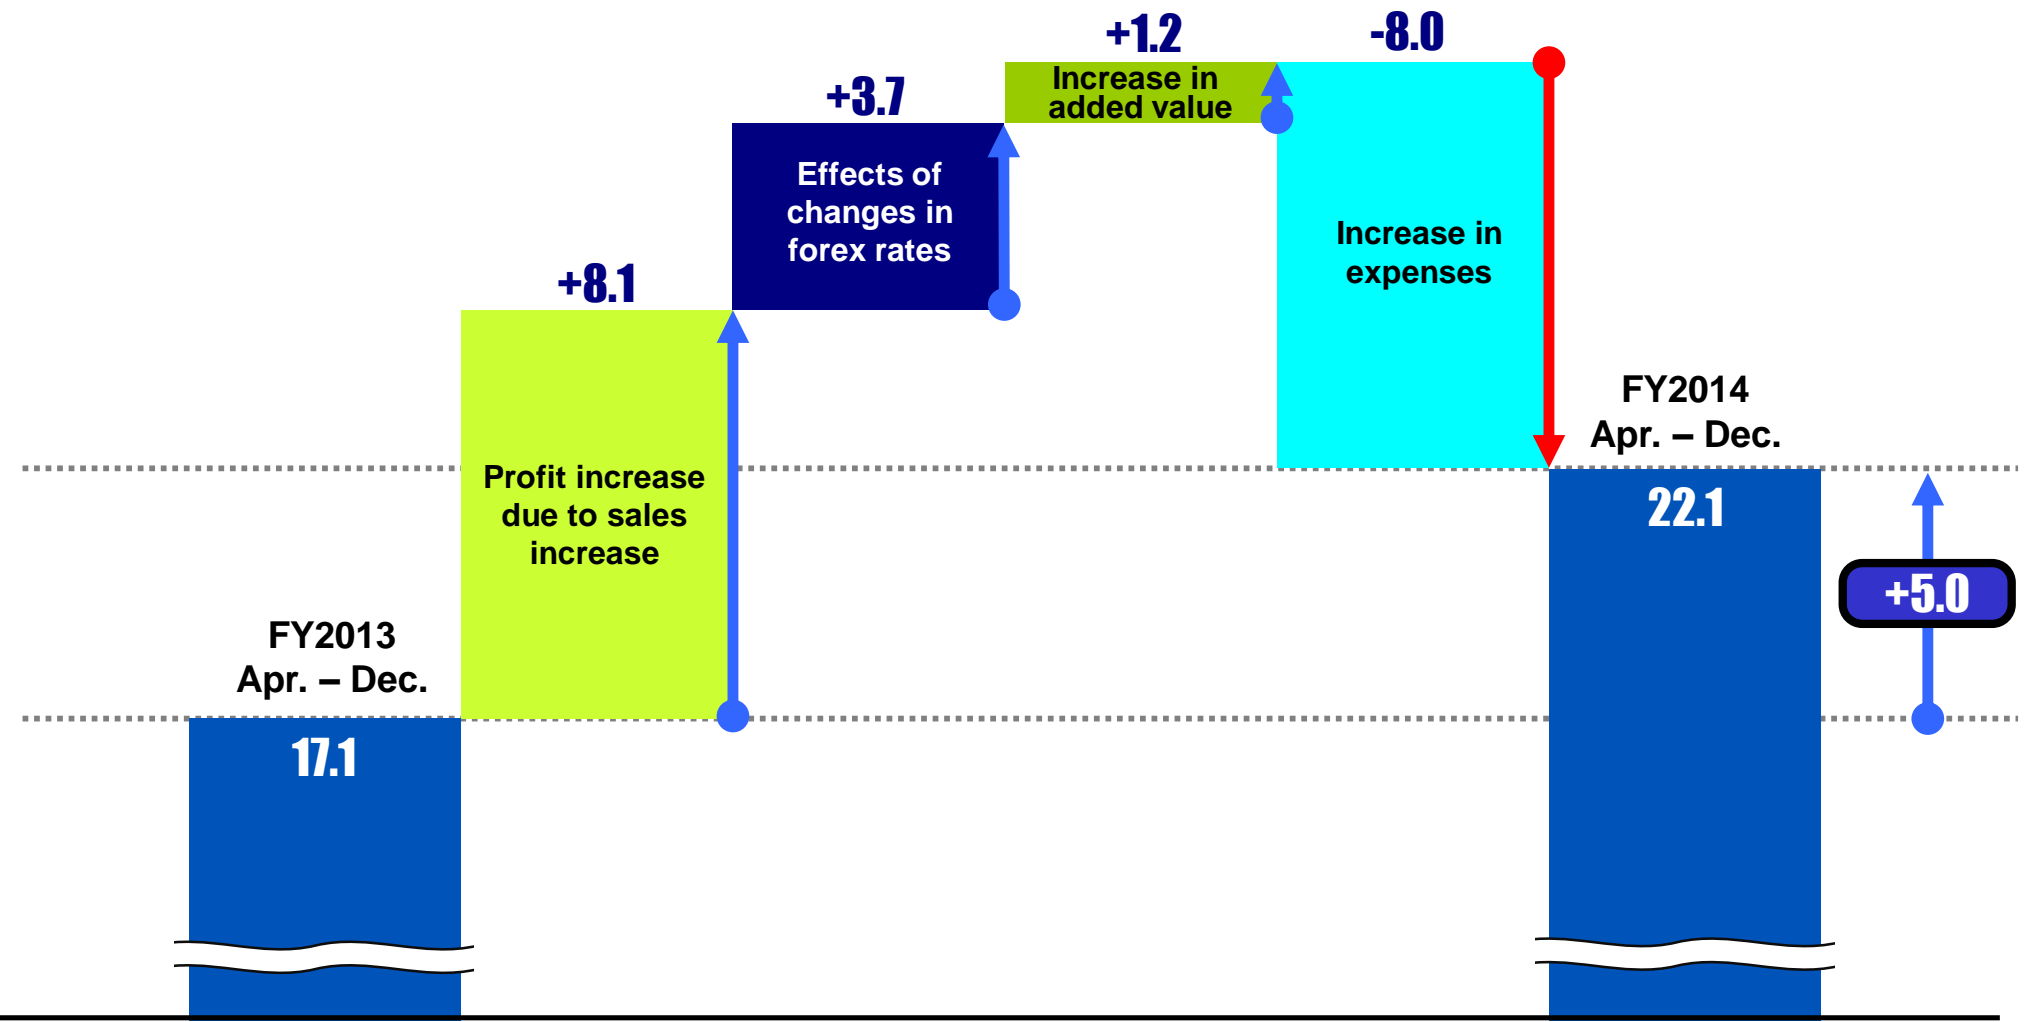 +1.2
-8.0
Increase in
added value
+3.7
Effects of
changes in
forex rates
Increase in
expenses
+8.1
Profit increase
due to sales
increase
FY2014
Apr. – Dec.
22.1
+5.0
FY2013
Apr. – Dec.
17.1